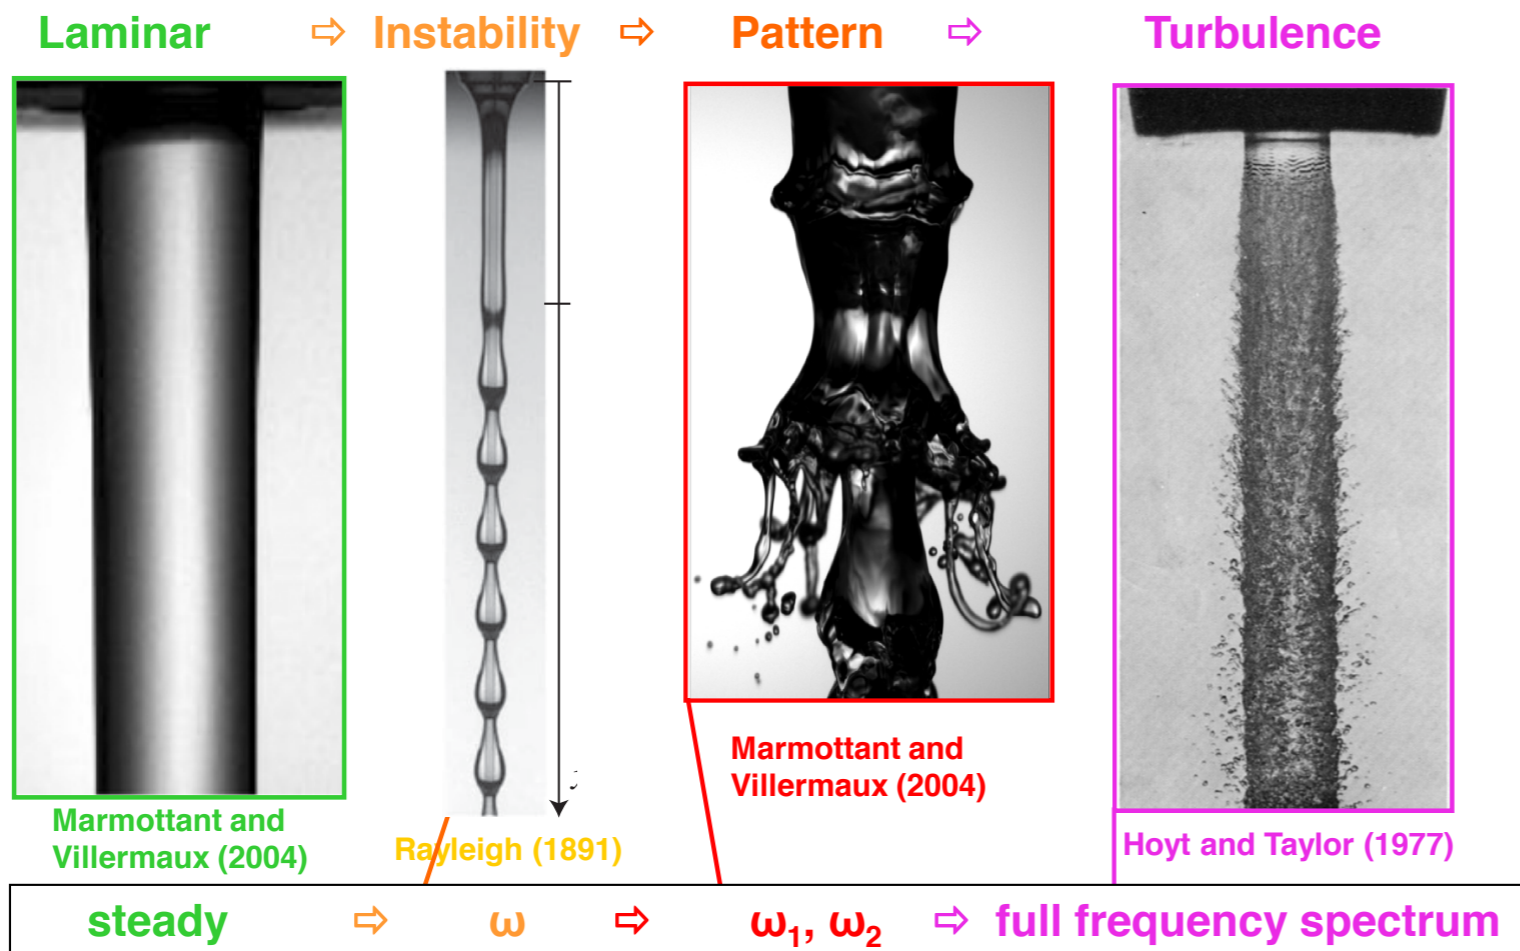 Laminar ⇨ Instability ⇨ Pattern ⇨ Turbulence
Marmottant and
Villermaux (2004)
Rayleigh (1891)
Marmottant and
Villermaux (2004)
Hoyt and Taylor (1977)
steady ⇨ ω ⇨ ω₁, ω₂ ⇨ full frequency spectrum